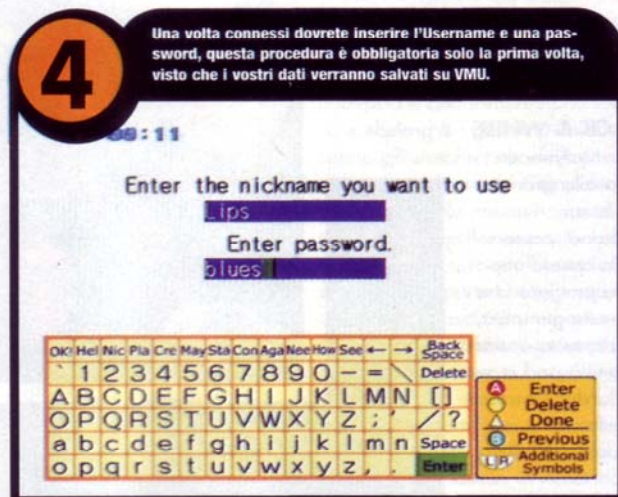 4
Una volta connessi dovrete inserire l'Username e una pas-
sword, questa procedura è obbligatoria solo la prima volta,
visto che i vostri dati verranno salvati su VMU.
00:11
Enter the nickname you want to use
Lips
Enter password.
blues
OK! Hel Nic Pla Cre May Sta Con Aga Nee How See ← → Back Space
` 1 2 3 4 5 6 7 8 9 0 - = \ Delete
A B C D E F G H I J K L M N [ ]
O P Q R S T U V W X Y Z ; ' / ?
a b c d e f g h i j k l m n Space
o p q r s t u v w x y z , . Enter
A Enter
Delete
Done
B Previous
L R Additional
Symbols